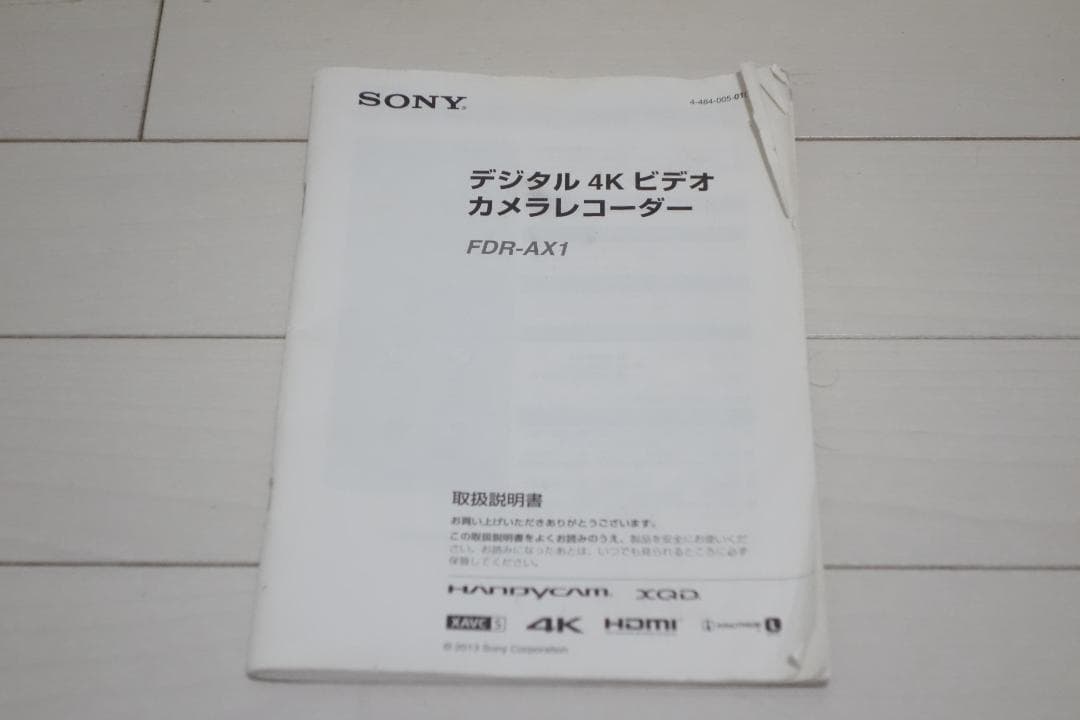 SONY
4-484-005-01
デジタル 4K ビデオ
カメラレコーダー
FDR-AX1
取扱説明書
お買い上げいただきありがとうございます。
この取扱説明書をよくお読みのうえ、製品を安全にお使いくだ
さい。お読みになったあとは、いつでも見られるところに必ず
保管してください。
HANDYCAM XQD
XAVC S 4K HDMI InfoLITHIUM L
© 2013 Sony Corporation